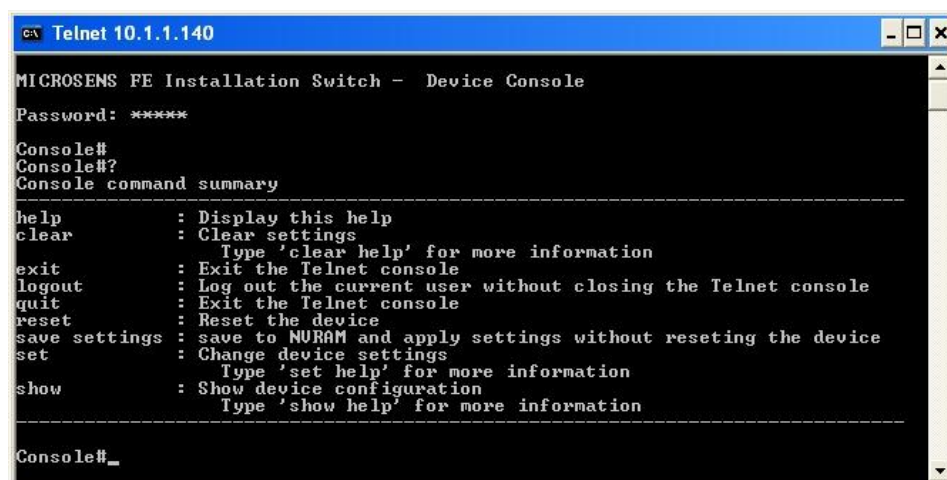 Telnet 10.1.1.140
MICROSENS FE Installation Switch -  Device Console
Password: *****
Console#
Console#?
Console command summary
help : Display this help
clear : Clear settings
Type 'clear help' for more information
exit : Exit the Telnet console
logout : Log out the current user without closing the Telnet console
quit : Exit the Telnet console
reset : Reset the device
save settings : save to NVRAM and apply settings without resetting the device
set : Change device settings
Type 'set help' for more information
show : Show device configuration
Type 'show help' for more information
Console#_